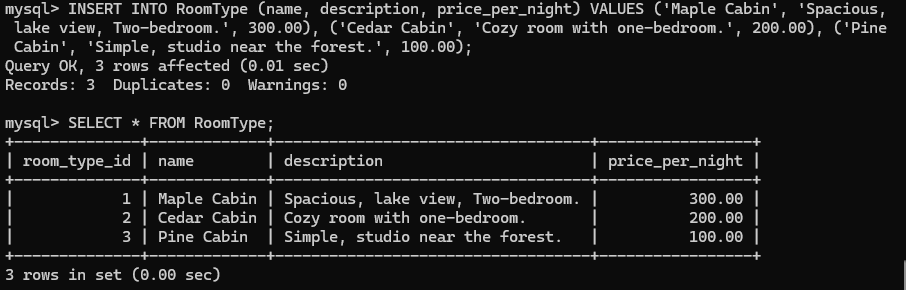 mysql> INSERT INTO RoomType (name, description, price_per_night) VALUES ('Maple Cabin', 'Spacious,
 lake view, Two-bedroom.', 300.00), ('Cedar Cabin', 'Cozy room with one-bedroom.', 200.00), ('Pine
 Cabin', 'Simple, studio near the forest.', 100.00);
Query OK, 3 rows affected (0.01 sec)
Records: 3  Duplicates: 0  Warnings: 0

mysql> SELECT * FROM RoomType;
+--------------+-------------+----------------------------------+-----------------+
| room_type_id | name        | description                      | price_per_night |
+--------------+-------------+----------------------------------+-----------------+
|            1 | Maple Cabin | Spacious, lake view, Two-bedroom. |          300.00 |
|            2 | Cedar Cabin | Cozy room with one-bedroom.      |          200.00 |
|            3 | Pine Cabin  | Simple, studio near the forest.  |          100.00 |
+--------------+-------------+----------------------------------+-----------------+
3 rows in set (0.00 sec)